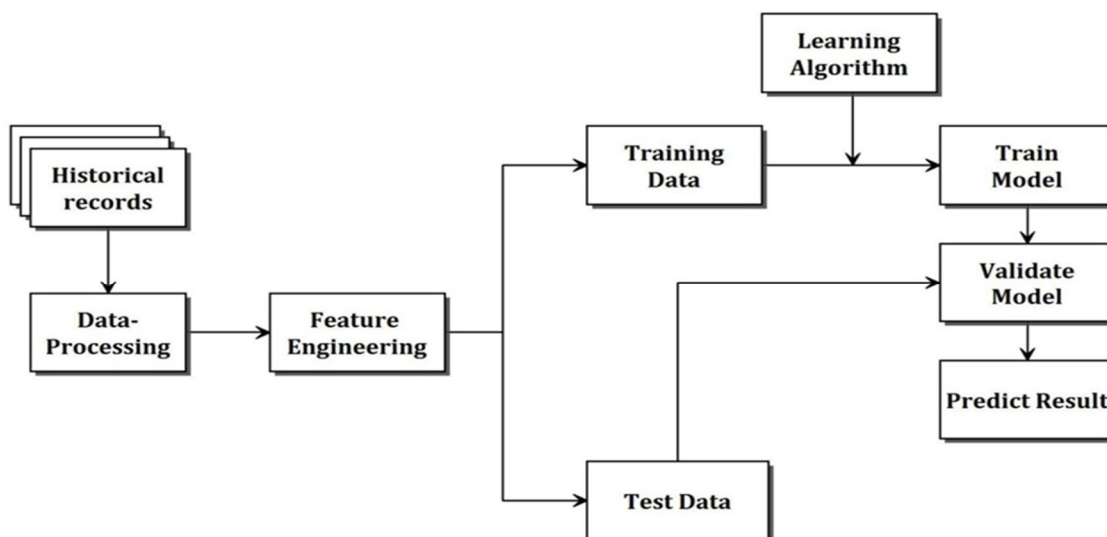 Learning
Algorithm
Historical
records
Training
Data
Train
Model
Data-
Processing
Feature
Engineering
Validate
Model
Predict Result
Test Data